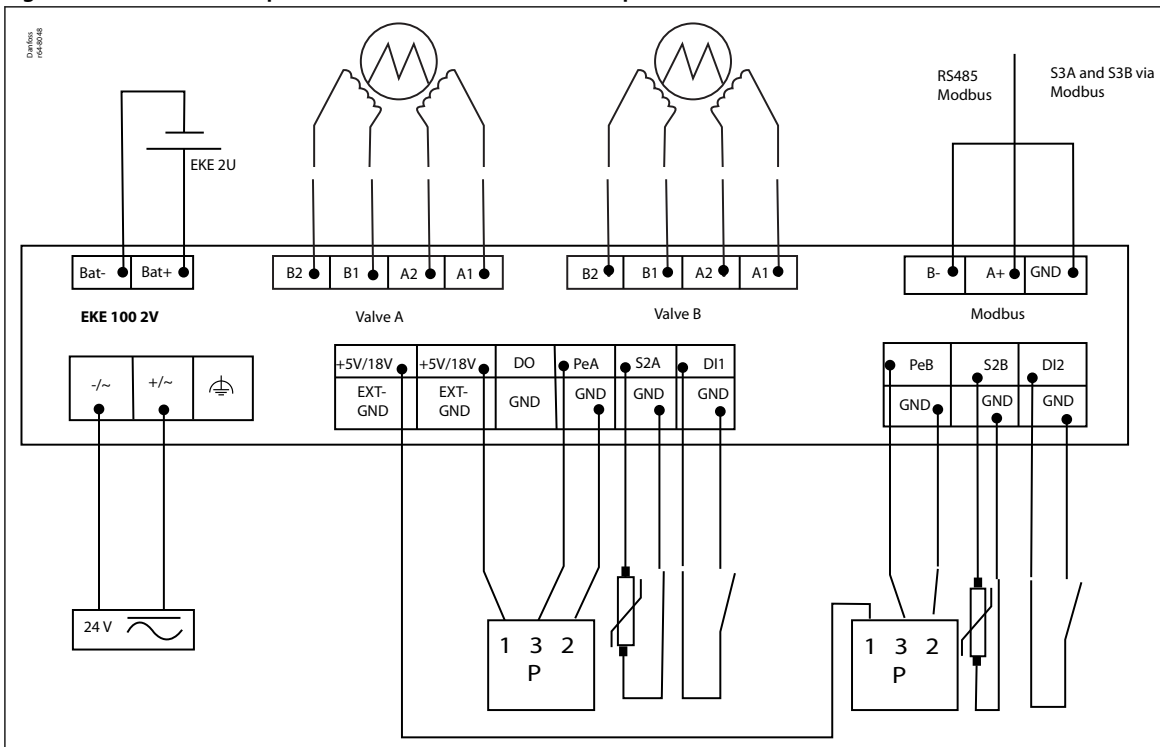 Danfoss
r64-8048
RS485
Modbus
S3A and S3B via
Modbus
EKE 2U
Bat-
Bat+
B2
B1
A2
A1
B2
B1
A2
A1
B-
A+
GND
EKE 100 2V
Valve A
Valve B
Modbus
-/~
+/~
+5V/18V
+5V/18V
DO
PeA
S2A
DI1
EXT-
GND
EXT-
GND
GND
GND
GND
GND
PeB
S2B
DI2
GND
GND
GND
24 V
1 3 2
P
1 3 2
P